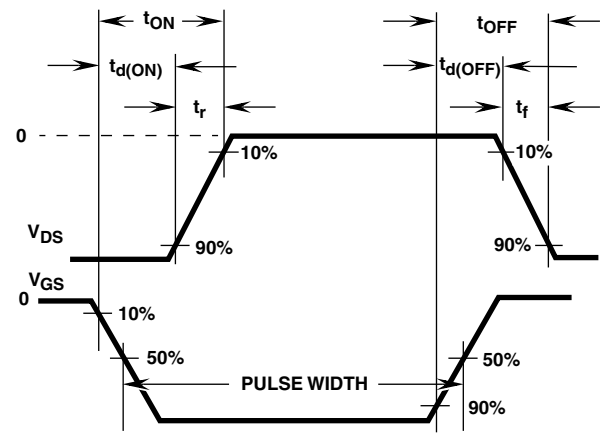 tON tOFF
td(ON) td(OFF)
tr tf
0
10% 10%
VDS 90% 90%
VGS
0
10%
50% 50%
PULSE WIDTH
90%